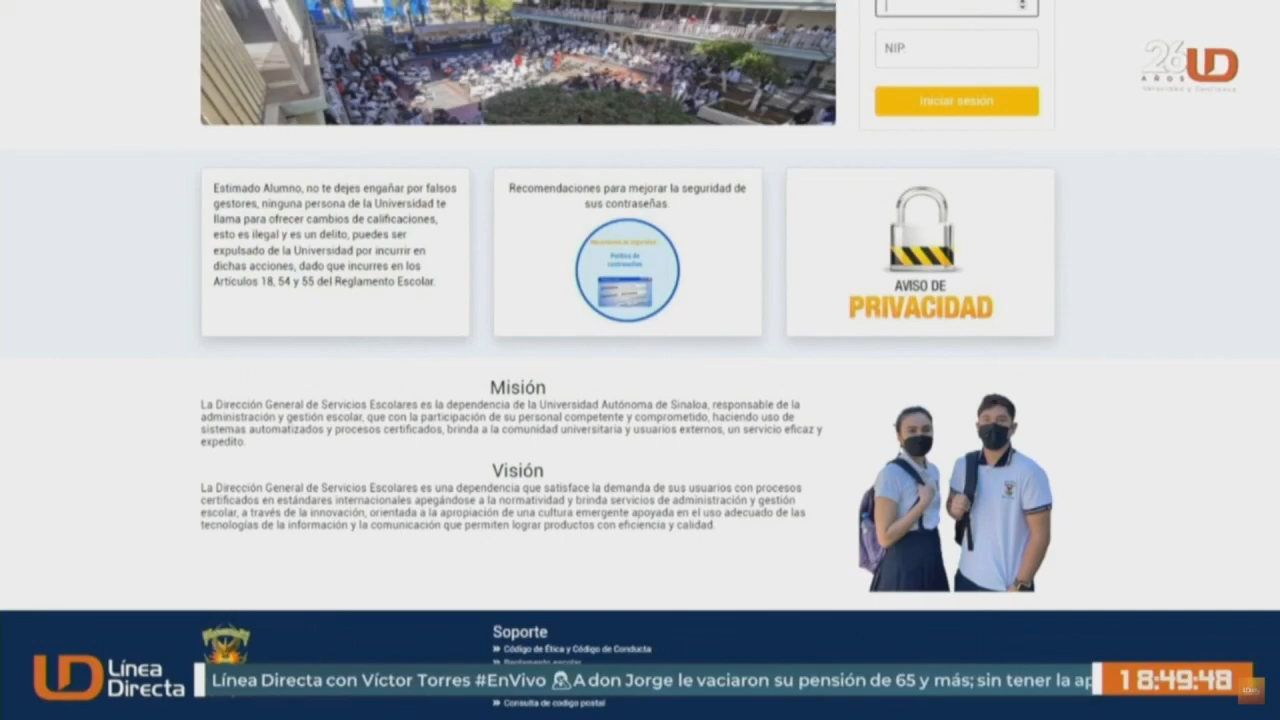 NIP:
Iniciar sesión
26
AÑOS
UD
Veracidad y Confianza
Estimado Alumno, no te dejes engañar por falsos
gestores, ninguna persona de la Universidad te
llama para ofrecer cambios de calificaciones,
esto es ilegal y es un delito, puedes ser
expulsado de la Universidad por incurrir en
dichas acciones, dado que incurres en los
Artículos 18, 54 y 55 del Reglamento Escolar.
Recomendaciones para mejorar la seguridad de
sus contraseñas.
Política de
contraseñas
AVISO DE
PRIVACIDAD
Misión
La Dirección General de Servicios Escolares es la dependencia de la Universidad Autónoma de Sinaloa, responsable de la
administración y gestión escolar, que con la participación de su personal competente y comprometido, haciendo uso de
sistemas automatizados y procesos certificados, brinda a la comunidad universitaria y usuarios externos, un servicio eficaz y
expedito.
Visión
La Dirección General de Servicios Escolares es una dependencia que satisface la demanda de sus usuarios con procesos
certificados en estándares internacionales apegándose a la normatividad y brinda servicios de administración y gestión
escolar, a través de la innovación, orientada a la apropiación de una cultura emergente apoyada en el uso adecuado de las
tecnologías de la información y la comunicación que permiten lograr productos con eficiencia y calidad.
Soporte
» Código de Ética y Código de Conducta
» Reglamento escolar
UD Línea
Directa
Línea Directa con Víctor Torres #EnVivo A don Jorge le vaciaron su pensión de 65 y más; sin tener la ap
18:49:48
» Consulta de codigo postal